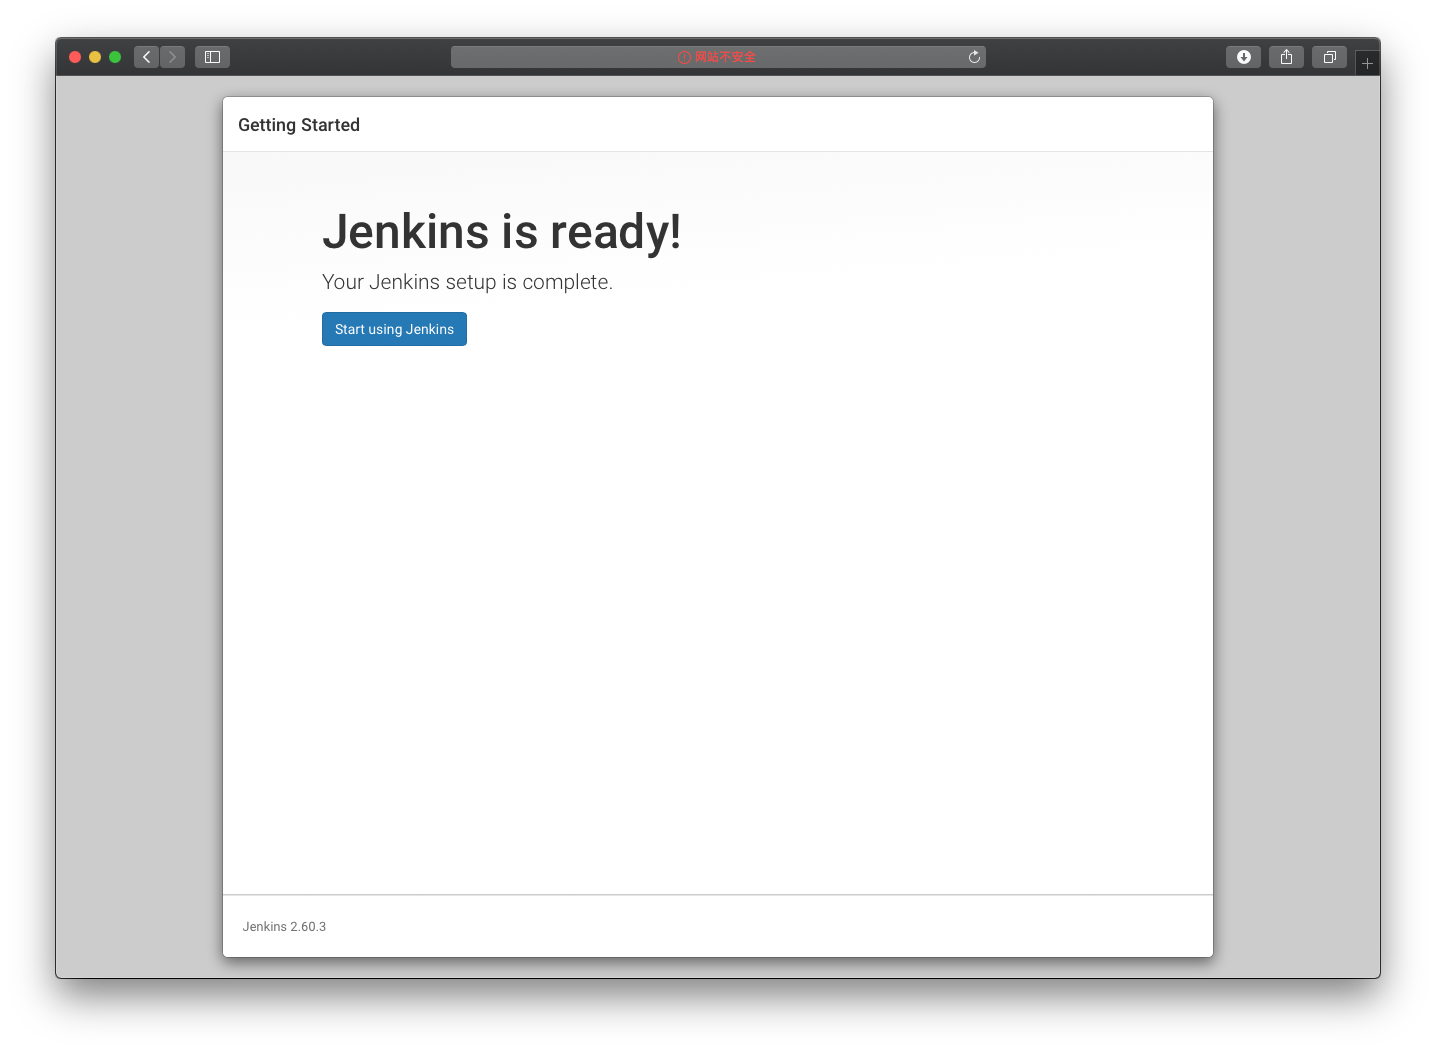 网站不安全
Getting Started
Jenkins is ready!
Your Jenkins setup is complete.
Start using Jenkins
Jenkins 2.60.3